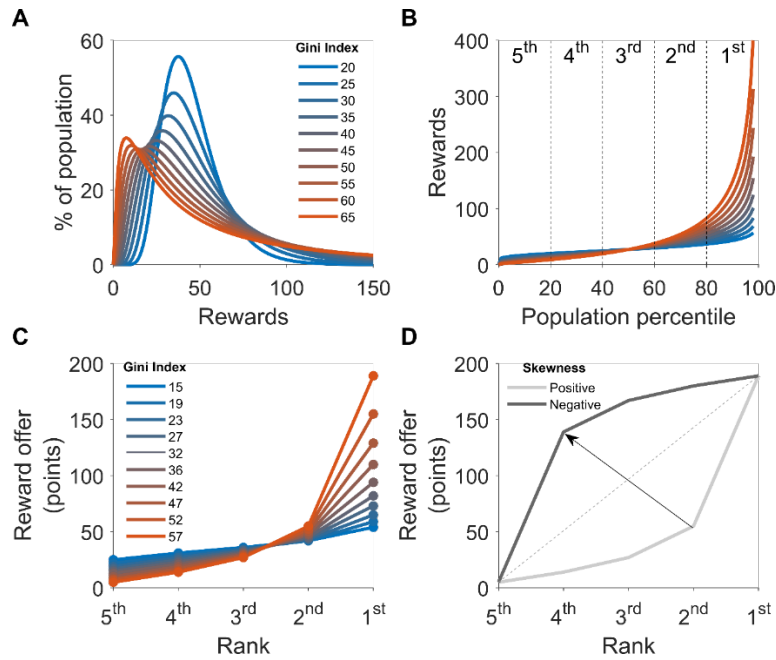 A
60
40
20
0
% of population
Gini Index
20
25
30
35
40
45
50
55
60
65
0
50
100
150
Rewards
B
400
300
200
100
0
Rewards
5th
4th
3rd
2nd
1st
0
20
40
60
80
100
Population percentile
C
200
150
100
50
0
Reward offer
(points)
Gini Index
15
19
23
27
32
36
42
47
52
57
5th
4th
3rd
2nd
1st
Rank
D
200
150
100
50
0
Reward offer
(points)
Skewness
Positive
Negative
5th
4th
3rd
2nd
1st
Rank